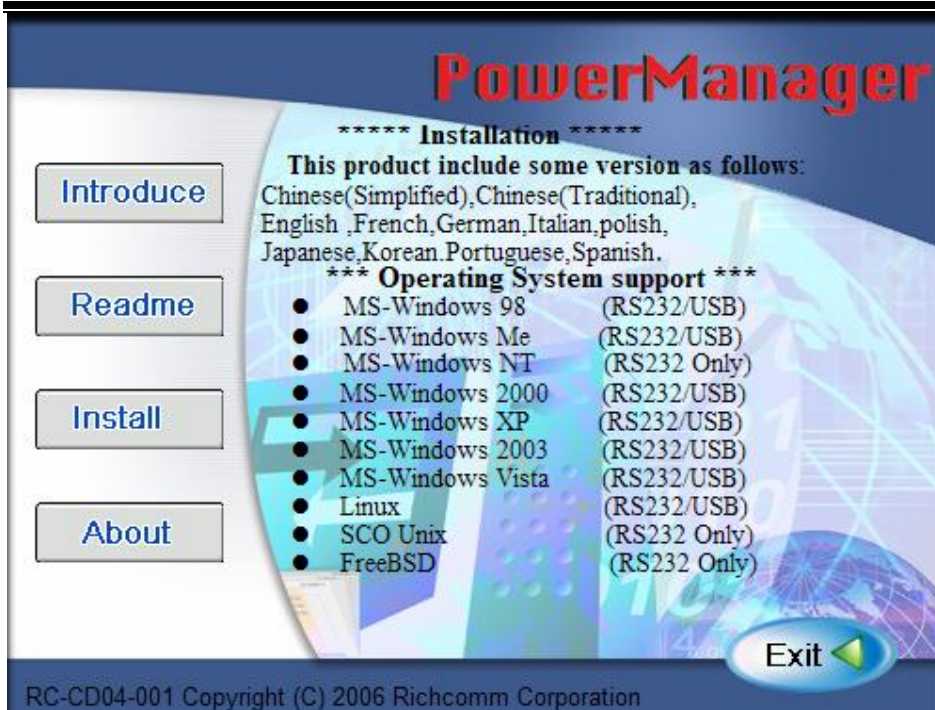 PowerManager
***** Installation *****
This product include some version as follows:
Chinese(Simplified),Chinese(Traditional),
English ,French,German,Italian,polish,
Japanese,Korean.Portuguese,Spanish.
*** Operating System support ***
● MS-Windows 98 (RS232/USB)
● MS-Windows Me (RS232/USB)
● MS-Windows NT (RS232 Only)
● MS-Windows 2000 (RS232/USB)
● MS-Windows XP (RS232/USB)
● MS-Windows 2003 (RS232/USB)
● MS-Windows Vista (RS232/USB)
● Linux (RS232/USB)
● SCO Unix (RS232 Only)
● FreeBSD (RS232 Only)
Introduce
Readme
Install
About
Exit
RC-CD04-001 Copyright (C) 2006 Richcomm Corporation